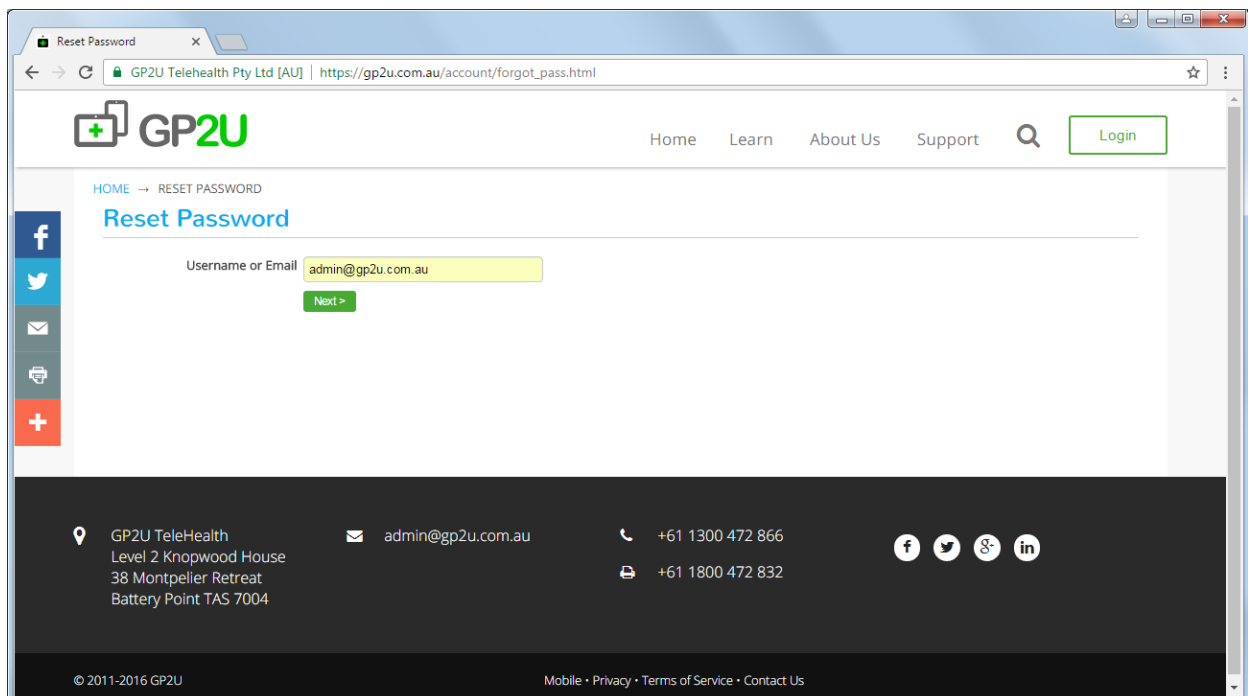 Reset Password
GP2U Telehealth Pty Ltd [AU] | https://gp2u.com.au/account/forgot_pass.html
GP2U
Home Learn About Us Support Login
HOME → RESET PASSWORD
Reset Password
Username or Email admin@gp2u.com.au
Next >
GP2U TeleHealth
Level 2 Knopwood House
38 Montpelier Retreat
Battery Point TAS 7004
admin@gp2u.com.au
+61 1300 472 866
+61 1800 472 832
© 2011-2016 GP2U
Mobile • Privacy • Terms of Service • Contact Us